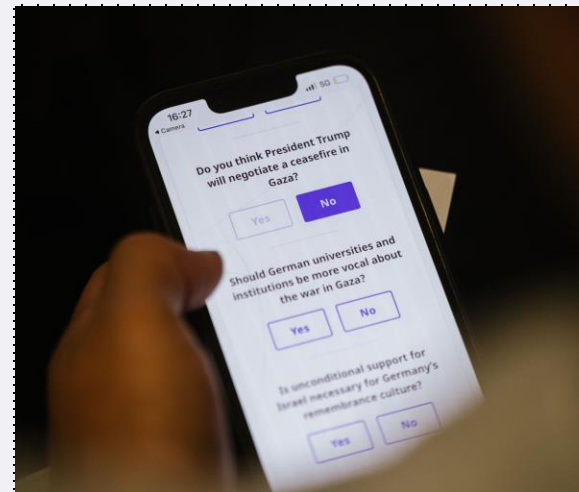 16:27
5G
◂ Camera
Do you think President Trump
will negotiate a ceasefire in
Gaza?
Yes No
Should German universities and
institutions be more vocal about
the war in Gaza?
Yes No
Is unconditional support for
Israel necessary for Germany's
remembrance culture?
Yes No